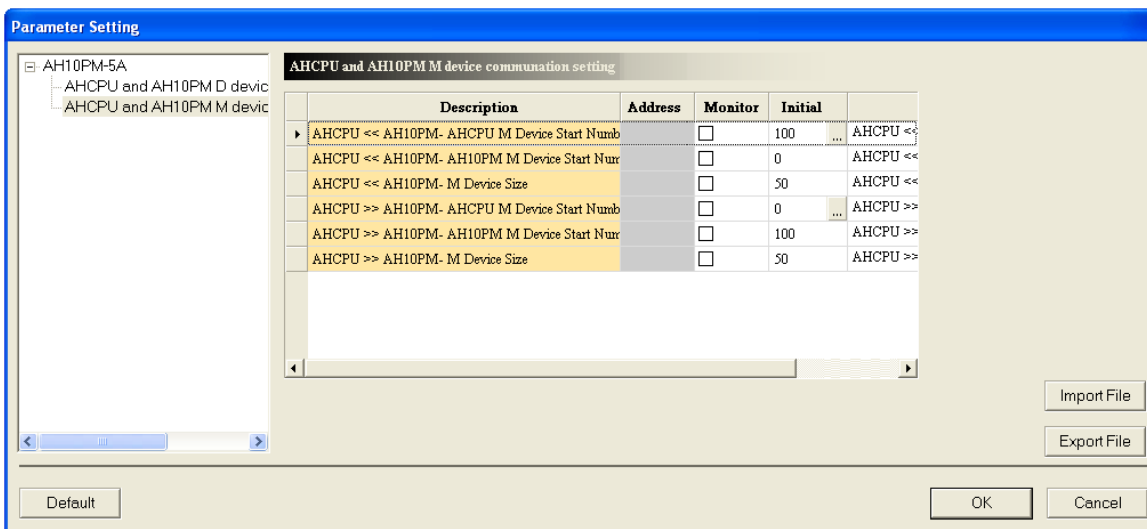 Parameter Setting
AH10PM-5A
AHCPU and AH10PM D devic
AHCPU and AH10PM M devic
AHCPU and AH10PM M device communation setting
Description Address Monitor Initial
AHCPU << AH10PM- AHCPU M Device Start Numb 100 ... AHCPU <<
AHCPU << AH10PM- AH10PM M Device Start Num 0 AHCPU <<
AHCPU << AH10PM- M Device Size 50 AHCPU <<
AHCPU >> AH10PM- AHCPU M Device Start Numb 0 ... AHCPU >>
AHCPU >> AH10PM- AH10PM M Device Start Num 100 AHCPU >>
AHCPU >> AH10PM- M Device Size 50 AHCPU >>
Import File
Export File
Default OK Cancel